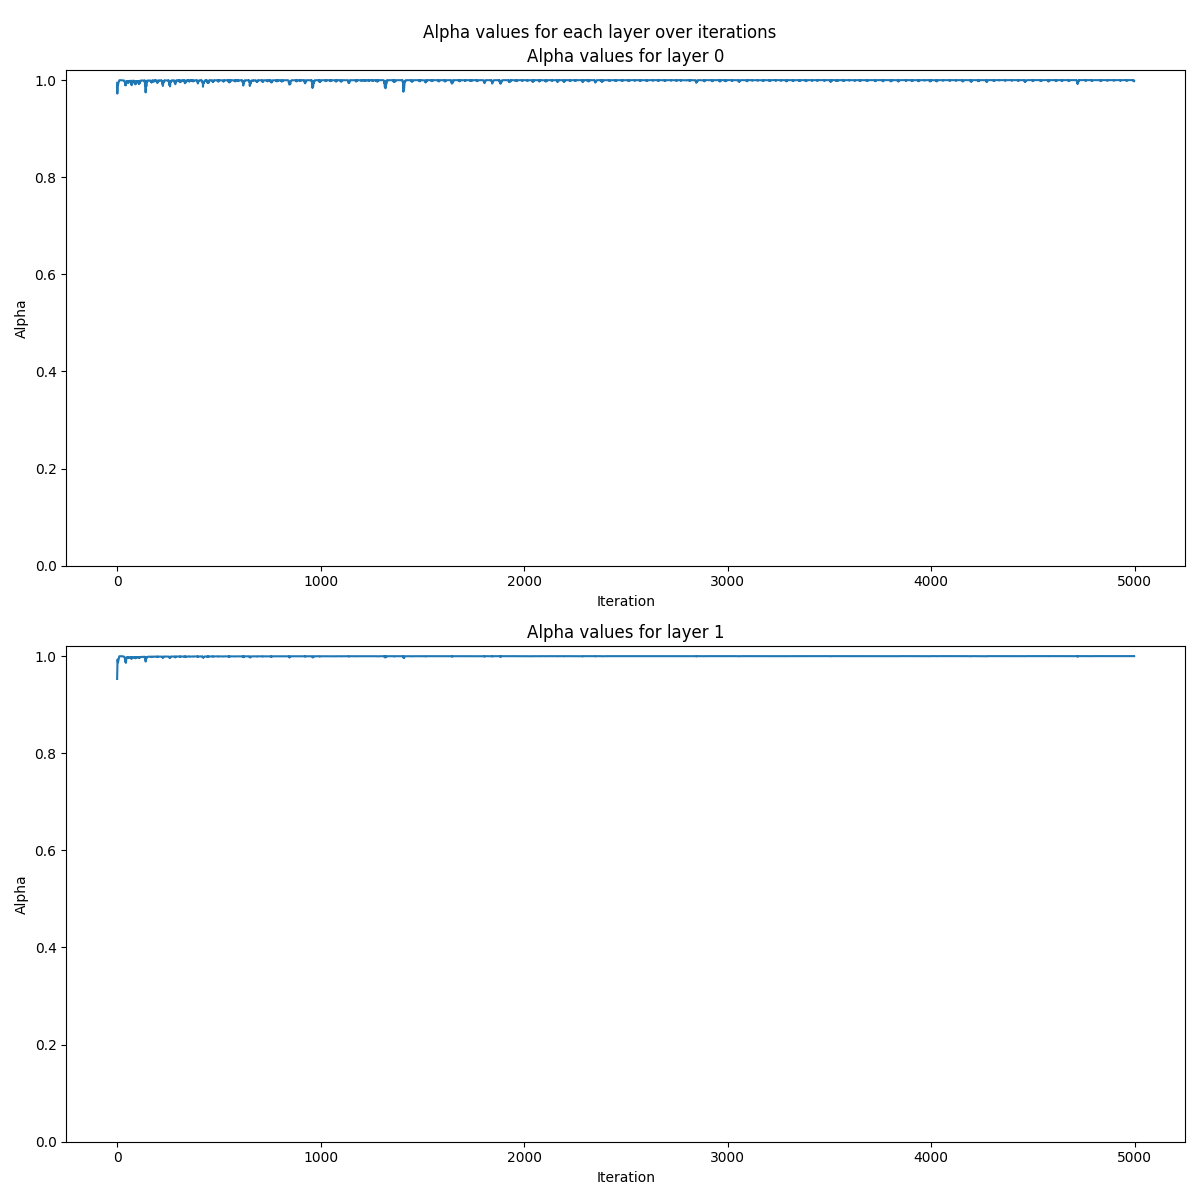 Alpha values for each layer over iterations
Alpha values for layer 0
1.0
0.8
0.6
0.4
0.2
0.0
Alpha
0 1000 2000 3000 4000 5000
Iteration
Alpha values for layer 1
1.0
0.8
0.6
0.4
0.2
0.0
Alpha
0 1000 2000 3000 4000 5000
Iteration